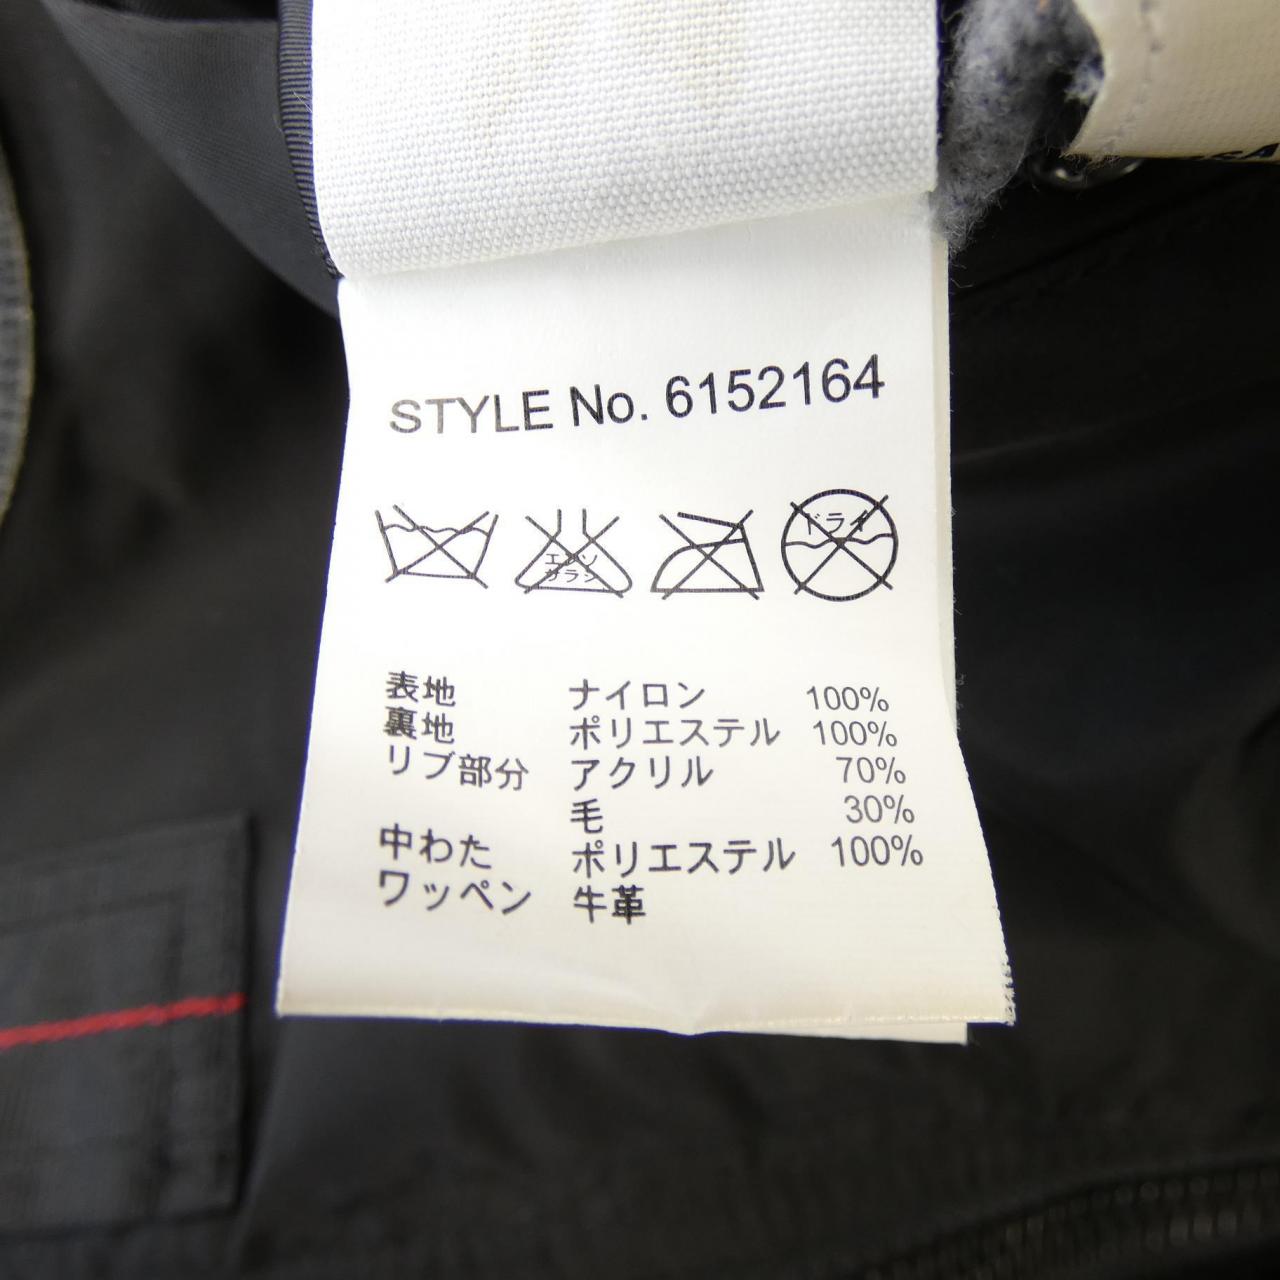 STYLE No. 6152164
エンソ
サラシ
ドライ
表地 ナイロン 100%
裏地 ポリエステル 100%
リブ部分 アクリル 70%
毛 30%
中わた ポリエステル 100%
ワッペン 牛革